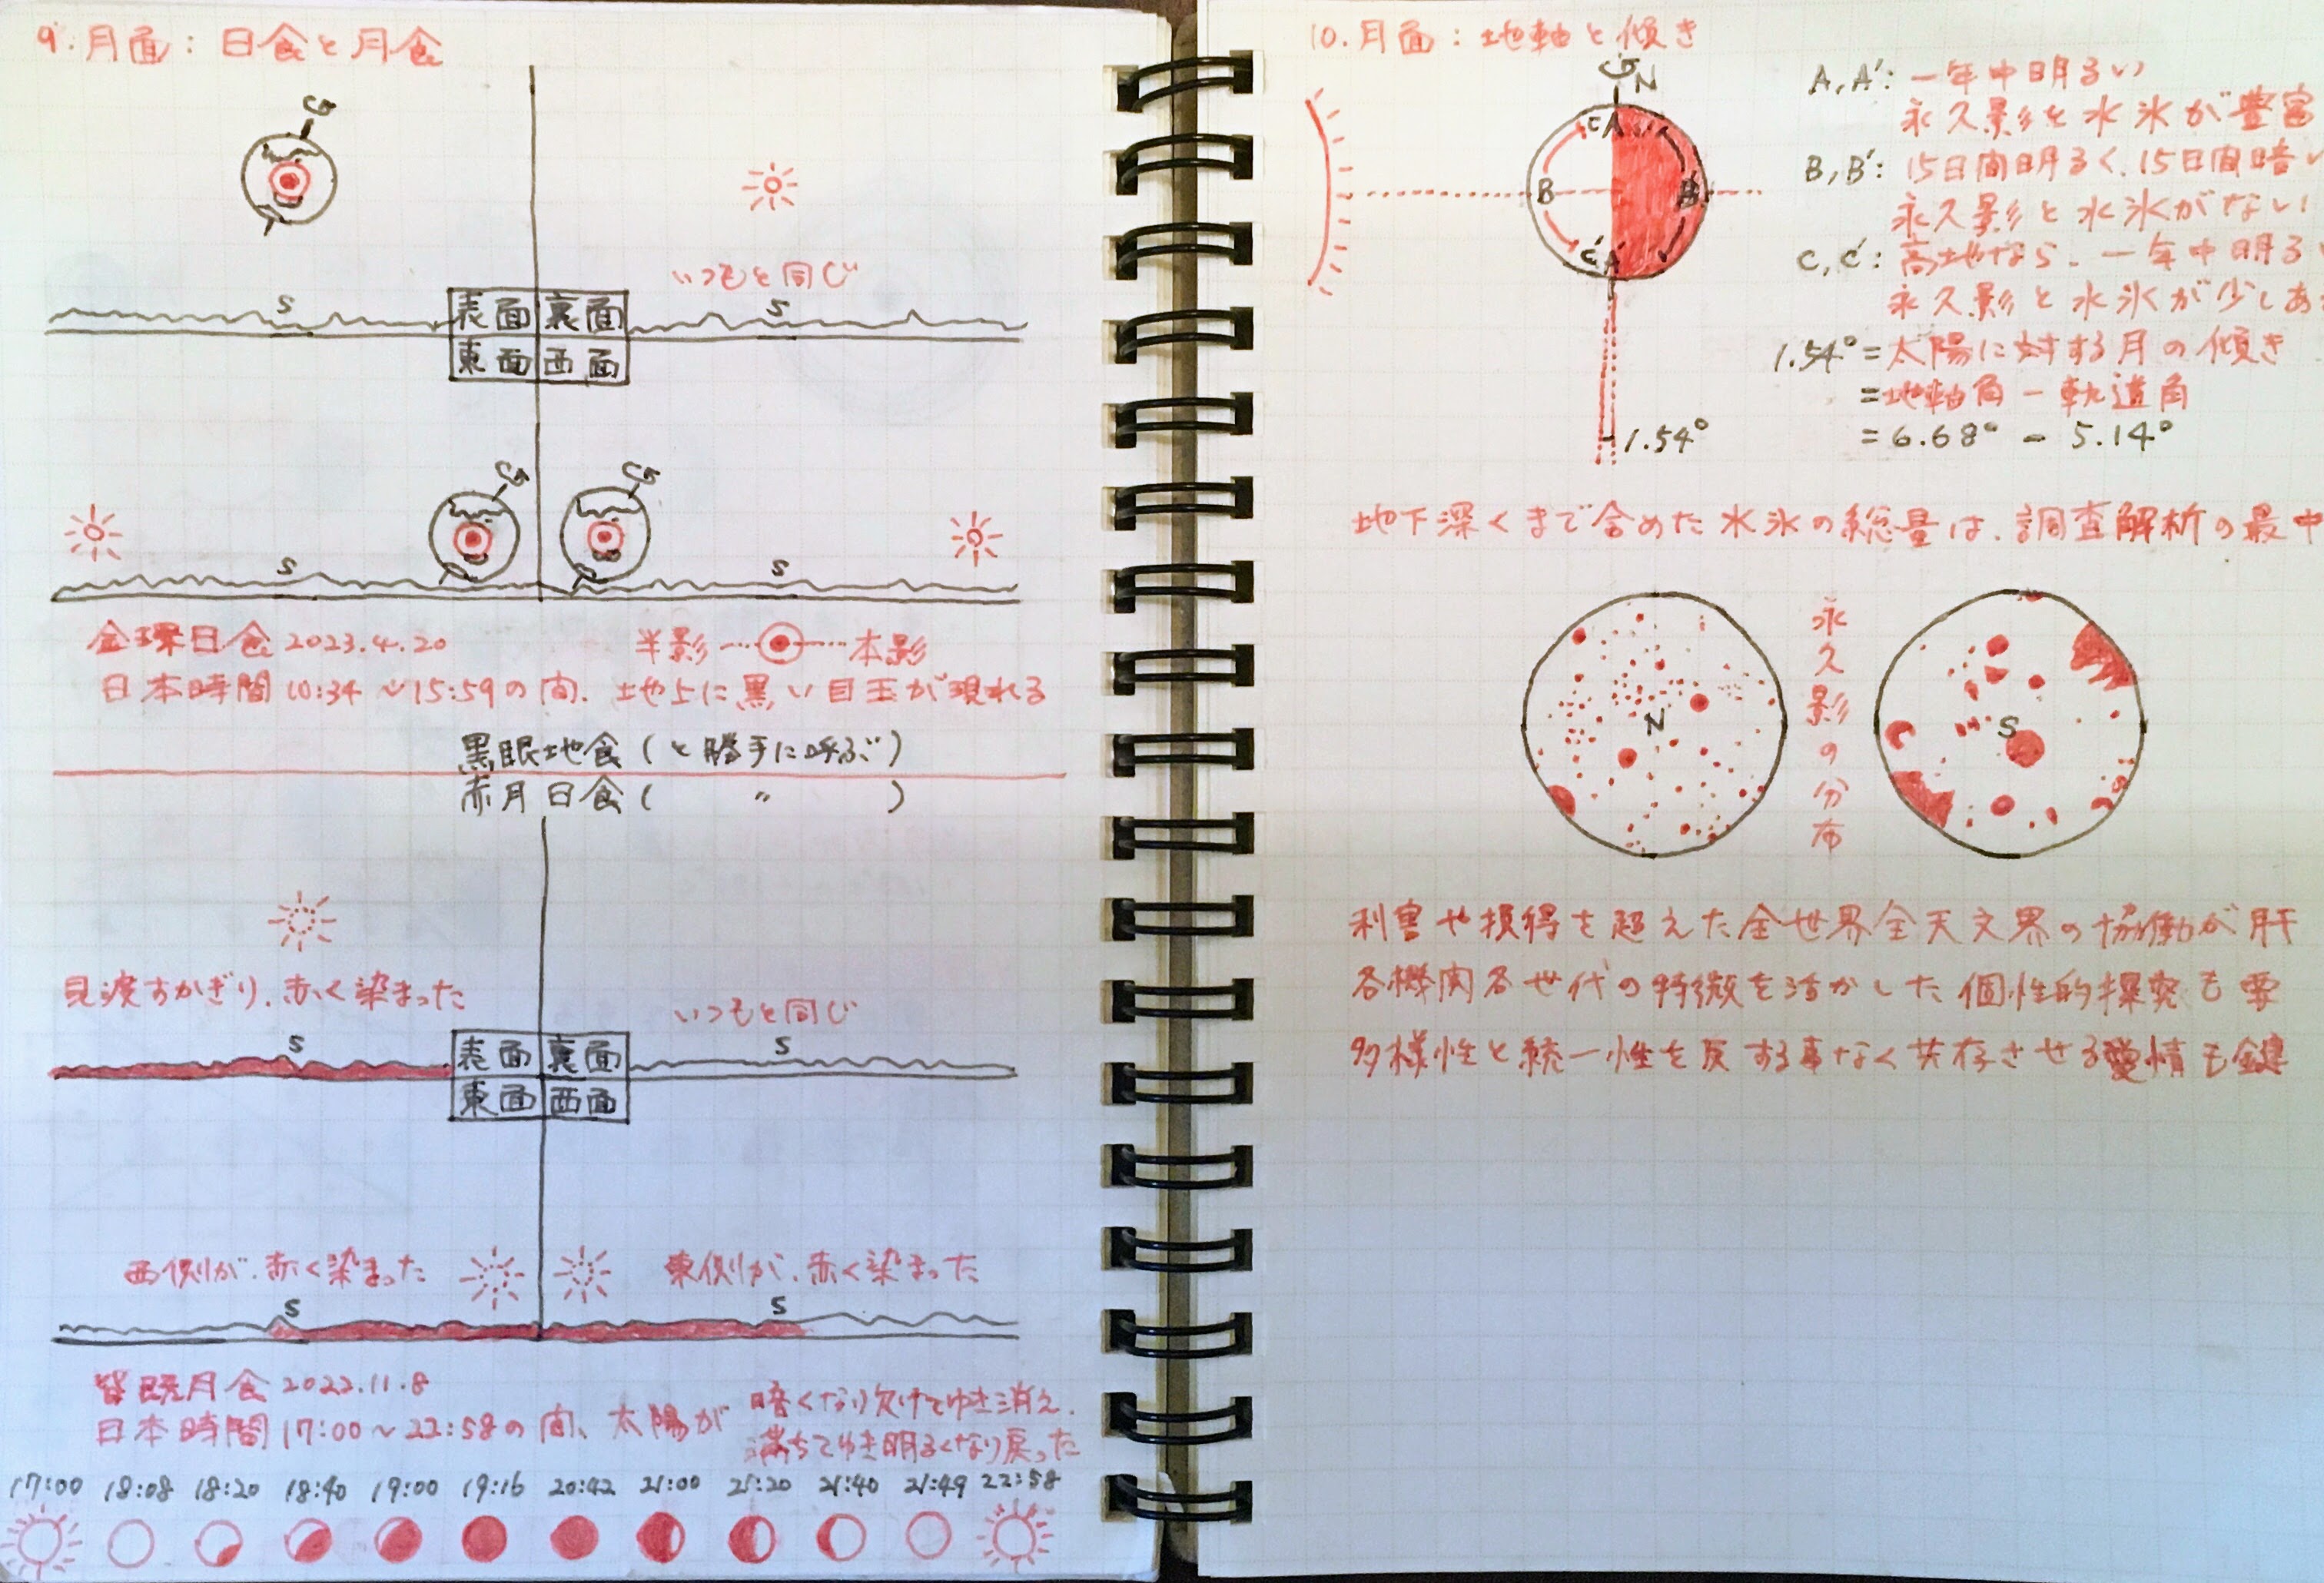 9.月面：日食と月食
いつもと同じ
S
S
表面 裏面
東面 西面
S
S
金環日食 2023.4.20
半影 本影
日本時間 10:34〜15:59の間、地上に黒い目玉が現れる
黒眼地食（と勝手に呼ぶ）
赤月日食（ 〃 ）
見渡すかぎり、赤く染まった
いつもと同じ
S
S
表面 裏面
東面 西面
西側が、赤く染まった
東側が、赤く染まった
S
S
皆既月食 2022.11.8
日本時間 17:00〜22:58の間、太陽が
暗くなり欠けてゆき消え、
満ちてゆき明るくなり戻った
17:00 18:08 18:20 18:40 19:00 19:16 20:42 21:00 21:20 21:40 21:49 22:58
10.月面：地軸と傾き
N
C A
B B'
C' A'
1.54°
A, A'：一年中明るい
永久影と水氷が豊富
B, B'：15日間明るく、15日間暗い
永久影と水氷がない
C, C'：高地なら、一年中明る
永久影と水氷が少しあ
1.54°＝太陽に対する月の傾き
＝地軸角−軌道角
＝6.68°−5.14°
地下深くまで含めた水氷の総量は、調査解析の最中
N
永久影の分布
S
利害や損得を超えた全世界全天文界の協働が肝
各機関各世代の特徴を活かした個性的探究も要
多様性と統一性を反する事なく共存させる愛情も鍵